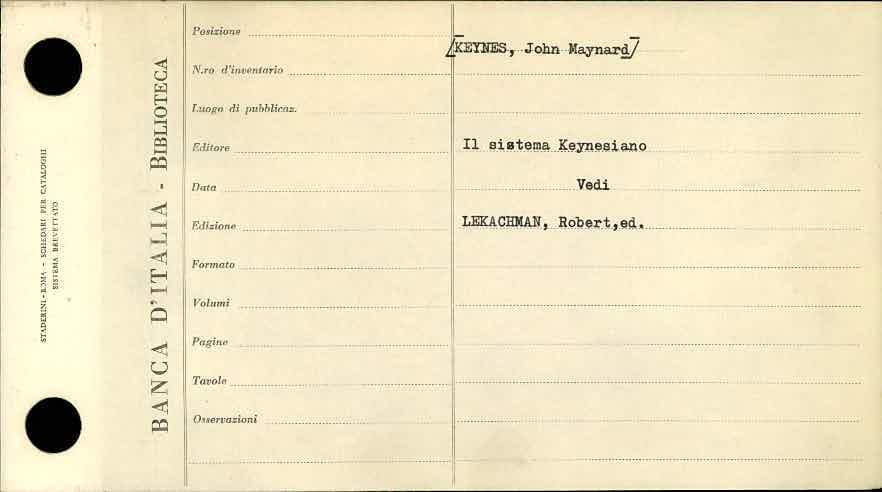 STADERINI-ROMA - SCHEDARI PER CATALOGHI
SISTEMA BREVETTATO
BANCA D'ITALIA - BIBLIOTECA
Posizione
N.ro d'inventario
Luogo di pubblicaz.
Editore
Data
Edizione
Formato
Volumi
Pagine
Tavole
Osservazioni
[KEYNES, John Maynard]
Il sistema Keynesiano
Vedi
LEKACHMAN, Robert,ed.